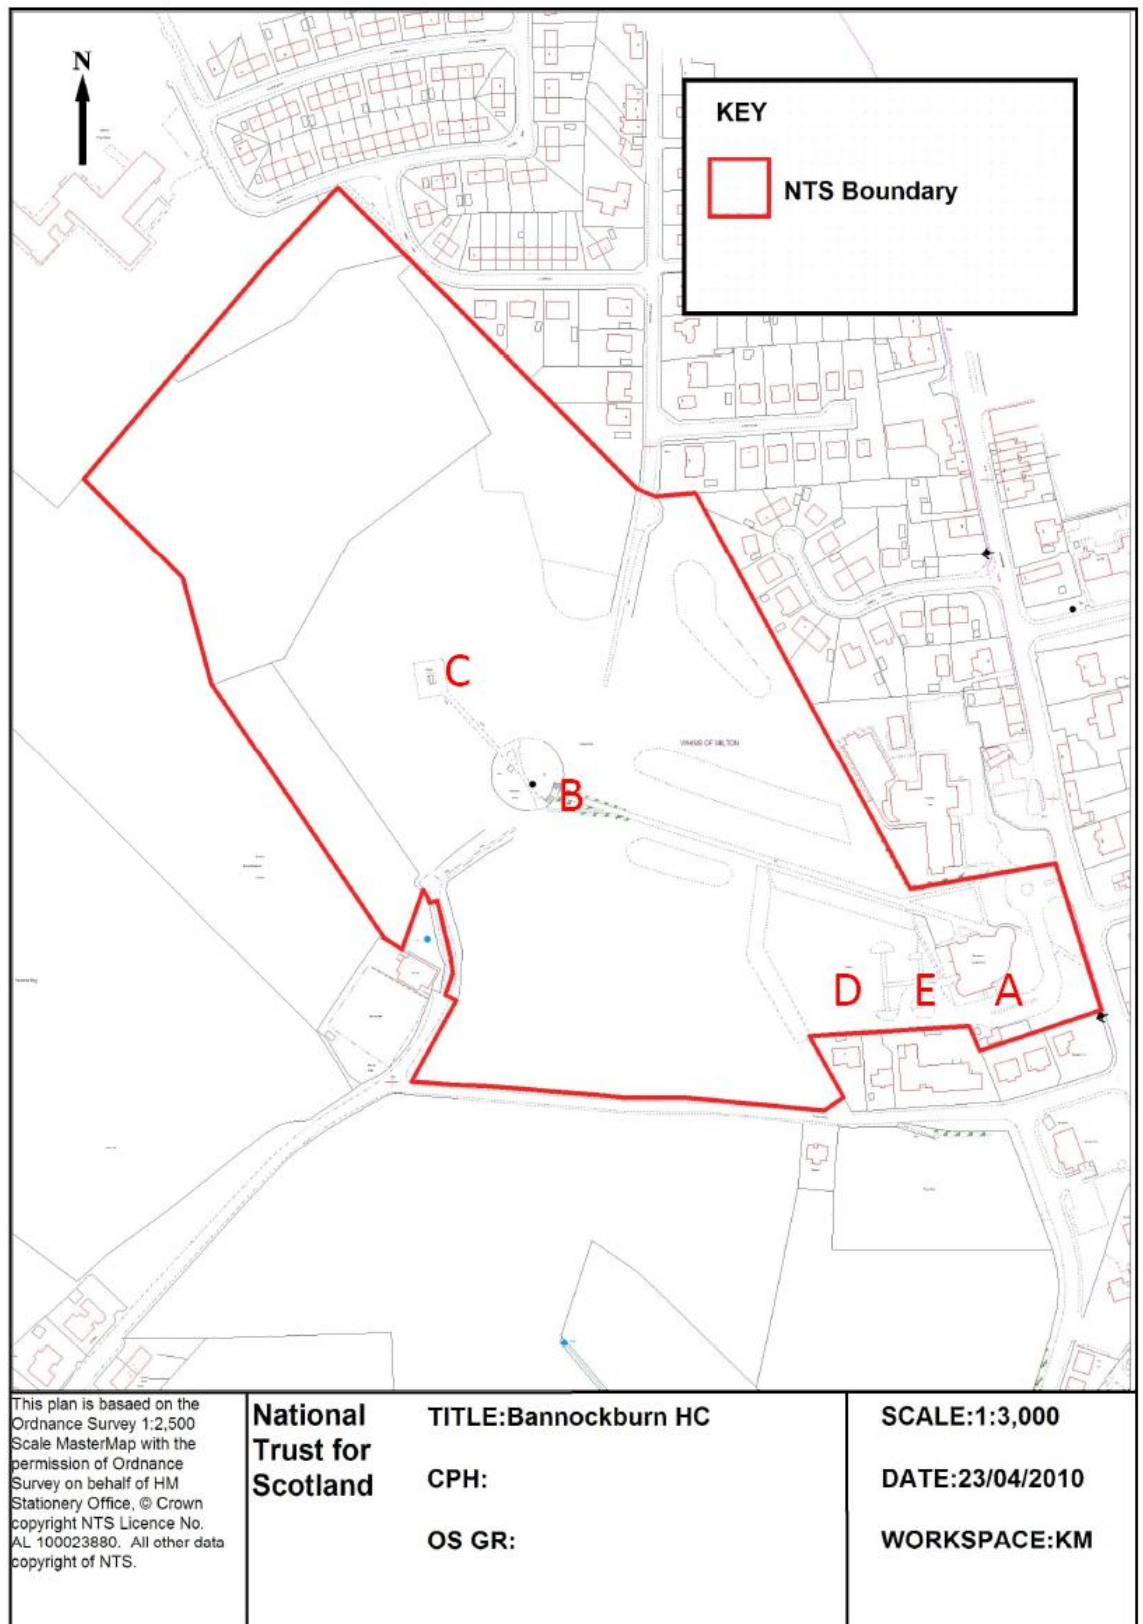 N
KEY
NTS Boundary
C
WHINS OF MILTON
B
D
E
A
This plan is basaed on the
Ordnance Survey 1:2,500
Scale MasterMap with the
permission of Ordnance
Survey on behalf of HM
Stationery Office, © Crown
copyright NTS Licence No.
AL 100023880. All other data
copyright of NTS.
National
Trust for
Scotland
TITLE:Bannockburn HC
CPH:
OS GR:
SCALE:1:3,000
DATE:23/04/2010
WORKSPACE:KM